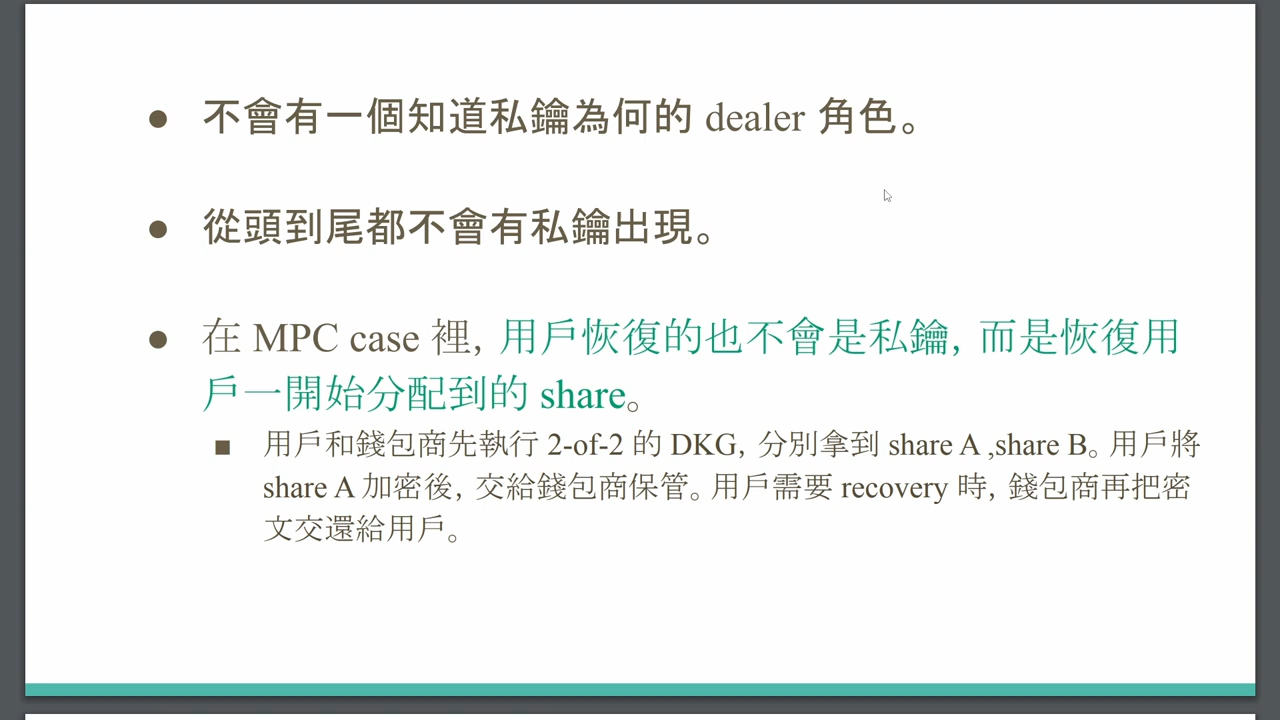 ● 不會有一個知道私鑰為何的 dealer 角色。
● 從頭到尾都不會有私鑰出現。
● 在 MPC case 裡, 用戶恢復的也不會是私鑰, 而是恢復用
戶一開始分配到的 share。
■ 用戶和錢包商先執行 2-of-2 的 DKG, 分別拿到 share A ,share B。用戶將
share A 加密後, 交給錢包商保管。用戶需要 recovery 時, 錢包商再把密
文交還給用戶。